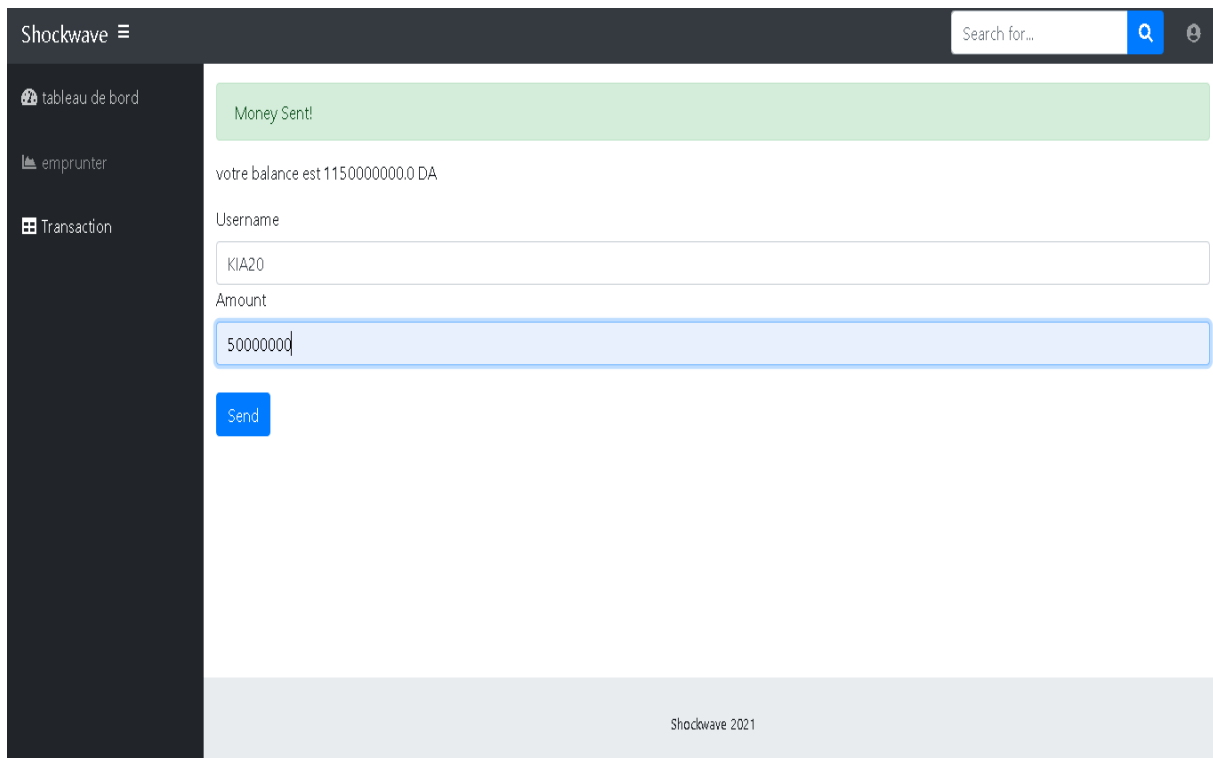 Shockwave
Search for...
tableau de bord
emprunter
Transaction
Money Sent!
votre balance est 1150000000.0 DA
Username
KIA20
Amount
50000000
Send
Shockwave 2021